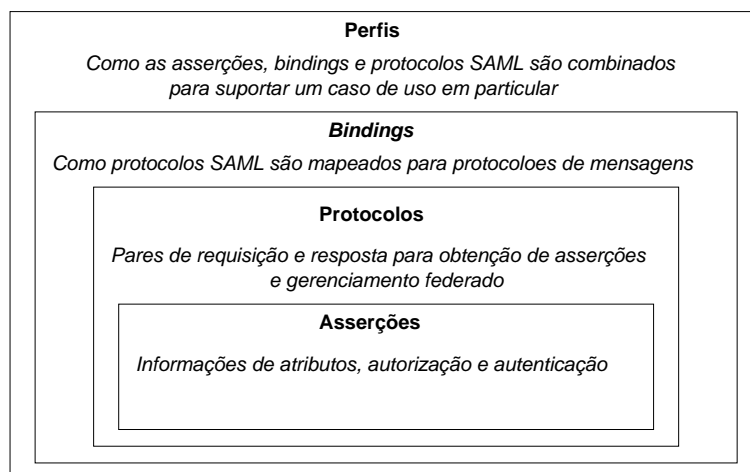 Perfis
Como as asserções, bindings e protocolos SAML são combinados
para suportar um caso de uso em particular
Bindings
Como protocolos SAML são mapeados para protocoloes de mensagens
Protocolos
Pares de requisição e resposta para obtenção de asserções
e gerenciamento federado
Asserções
Informações de atributos, autorização e autenticação